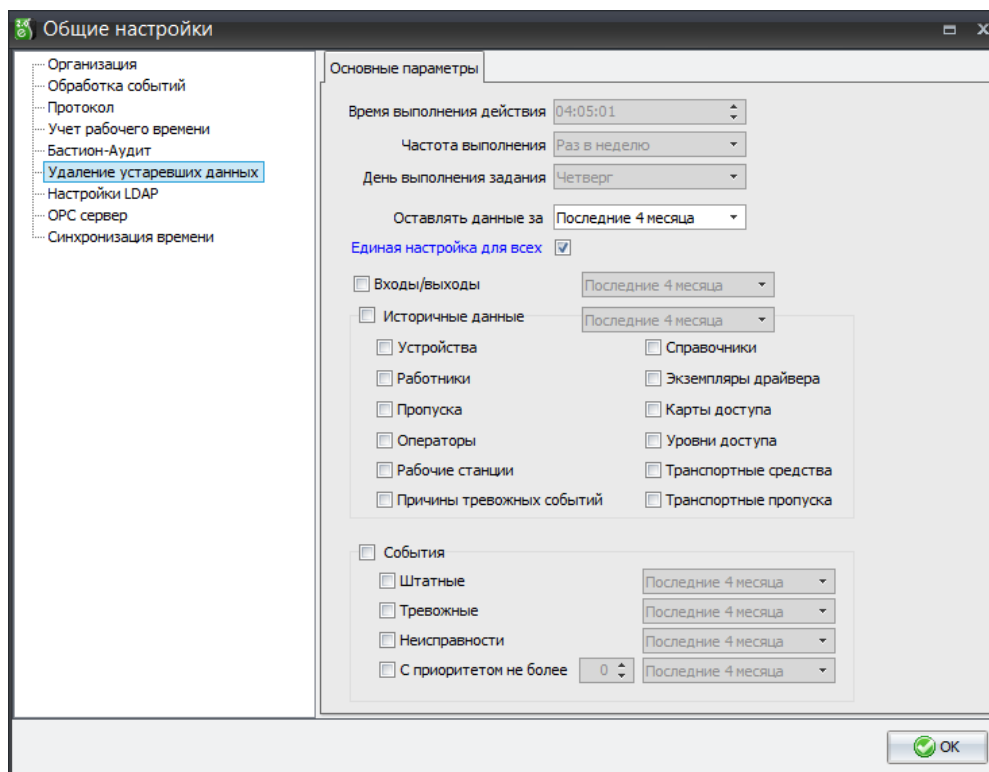 Общие настройки
Организация
Обработка событий
Протокол
Учет рабочего времени
Бастион-Аудит
Удаление устаревших данных
Настройки LDAP
OPC сервер
Синхронизация времени
Основные параметры
Время выполнения действия 04:05:01
Частота выполнения Раз в неделю
День выполнения задания Четверг
Оставлять данные за Последние 4 месяца
Единая настройка для всех
Входы/выходы Последние 4 месяца
Историчные данные Последние 4 месяца
Устройства Справочники
Работники Экземпляры драйвера
Пропуска Карты доступа
Операторы Уровни доступа
Рабочие станции Транспортные средства
Причины тревожных событий Транспортные пропуска
События
Штатные Последние 4 месяца
Тревожные Последние 4 месяца
Неисправности Последние 4 месяца
С приоритетом не более 0 Последние 4 месяца
OK